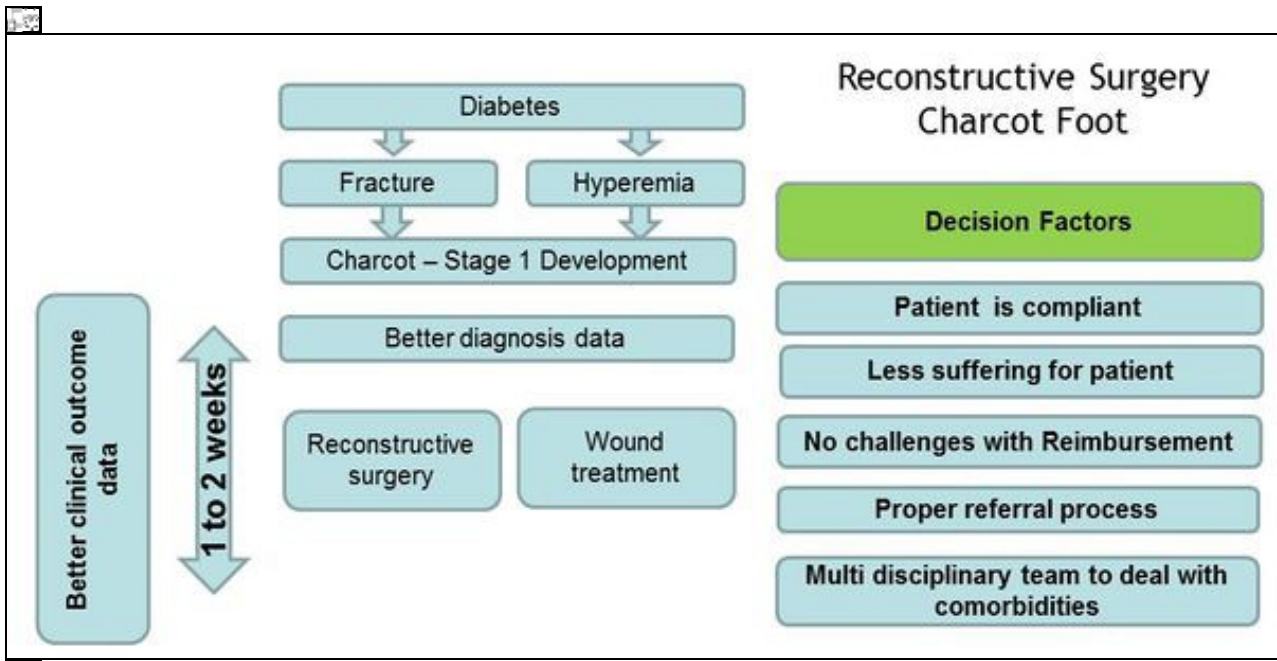 Reconstructive Surgery
Charcot Foot
Diabetes
Fracture
Hyperemia
Charcot – Stage 1 Development
Better diagnosis data
Reconstructive
surgery
Wound
treatment
Better clinical outcome
data
1 to 2 weeks
Decision Factors
Patient is compliant
Less suffering for patient
No challenges with Reimbursement
Proper referral process
Multi disciplinary team to deal with
comorbidities